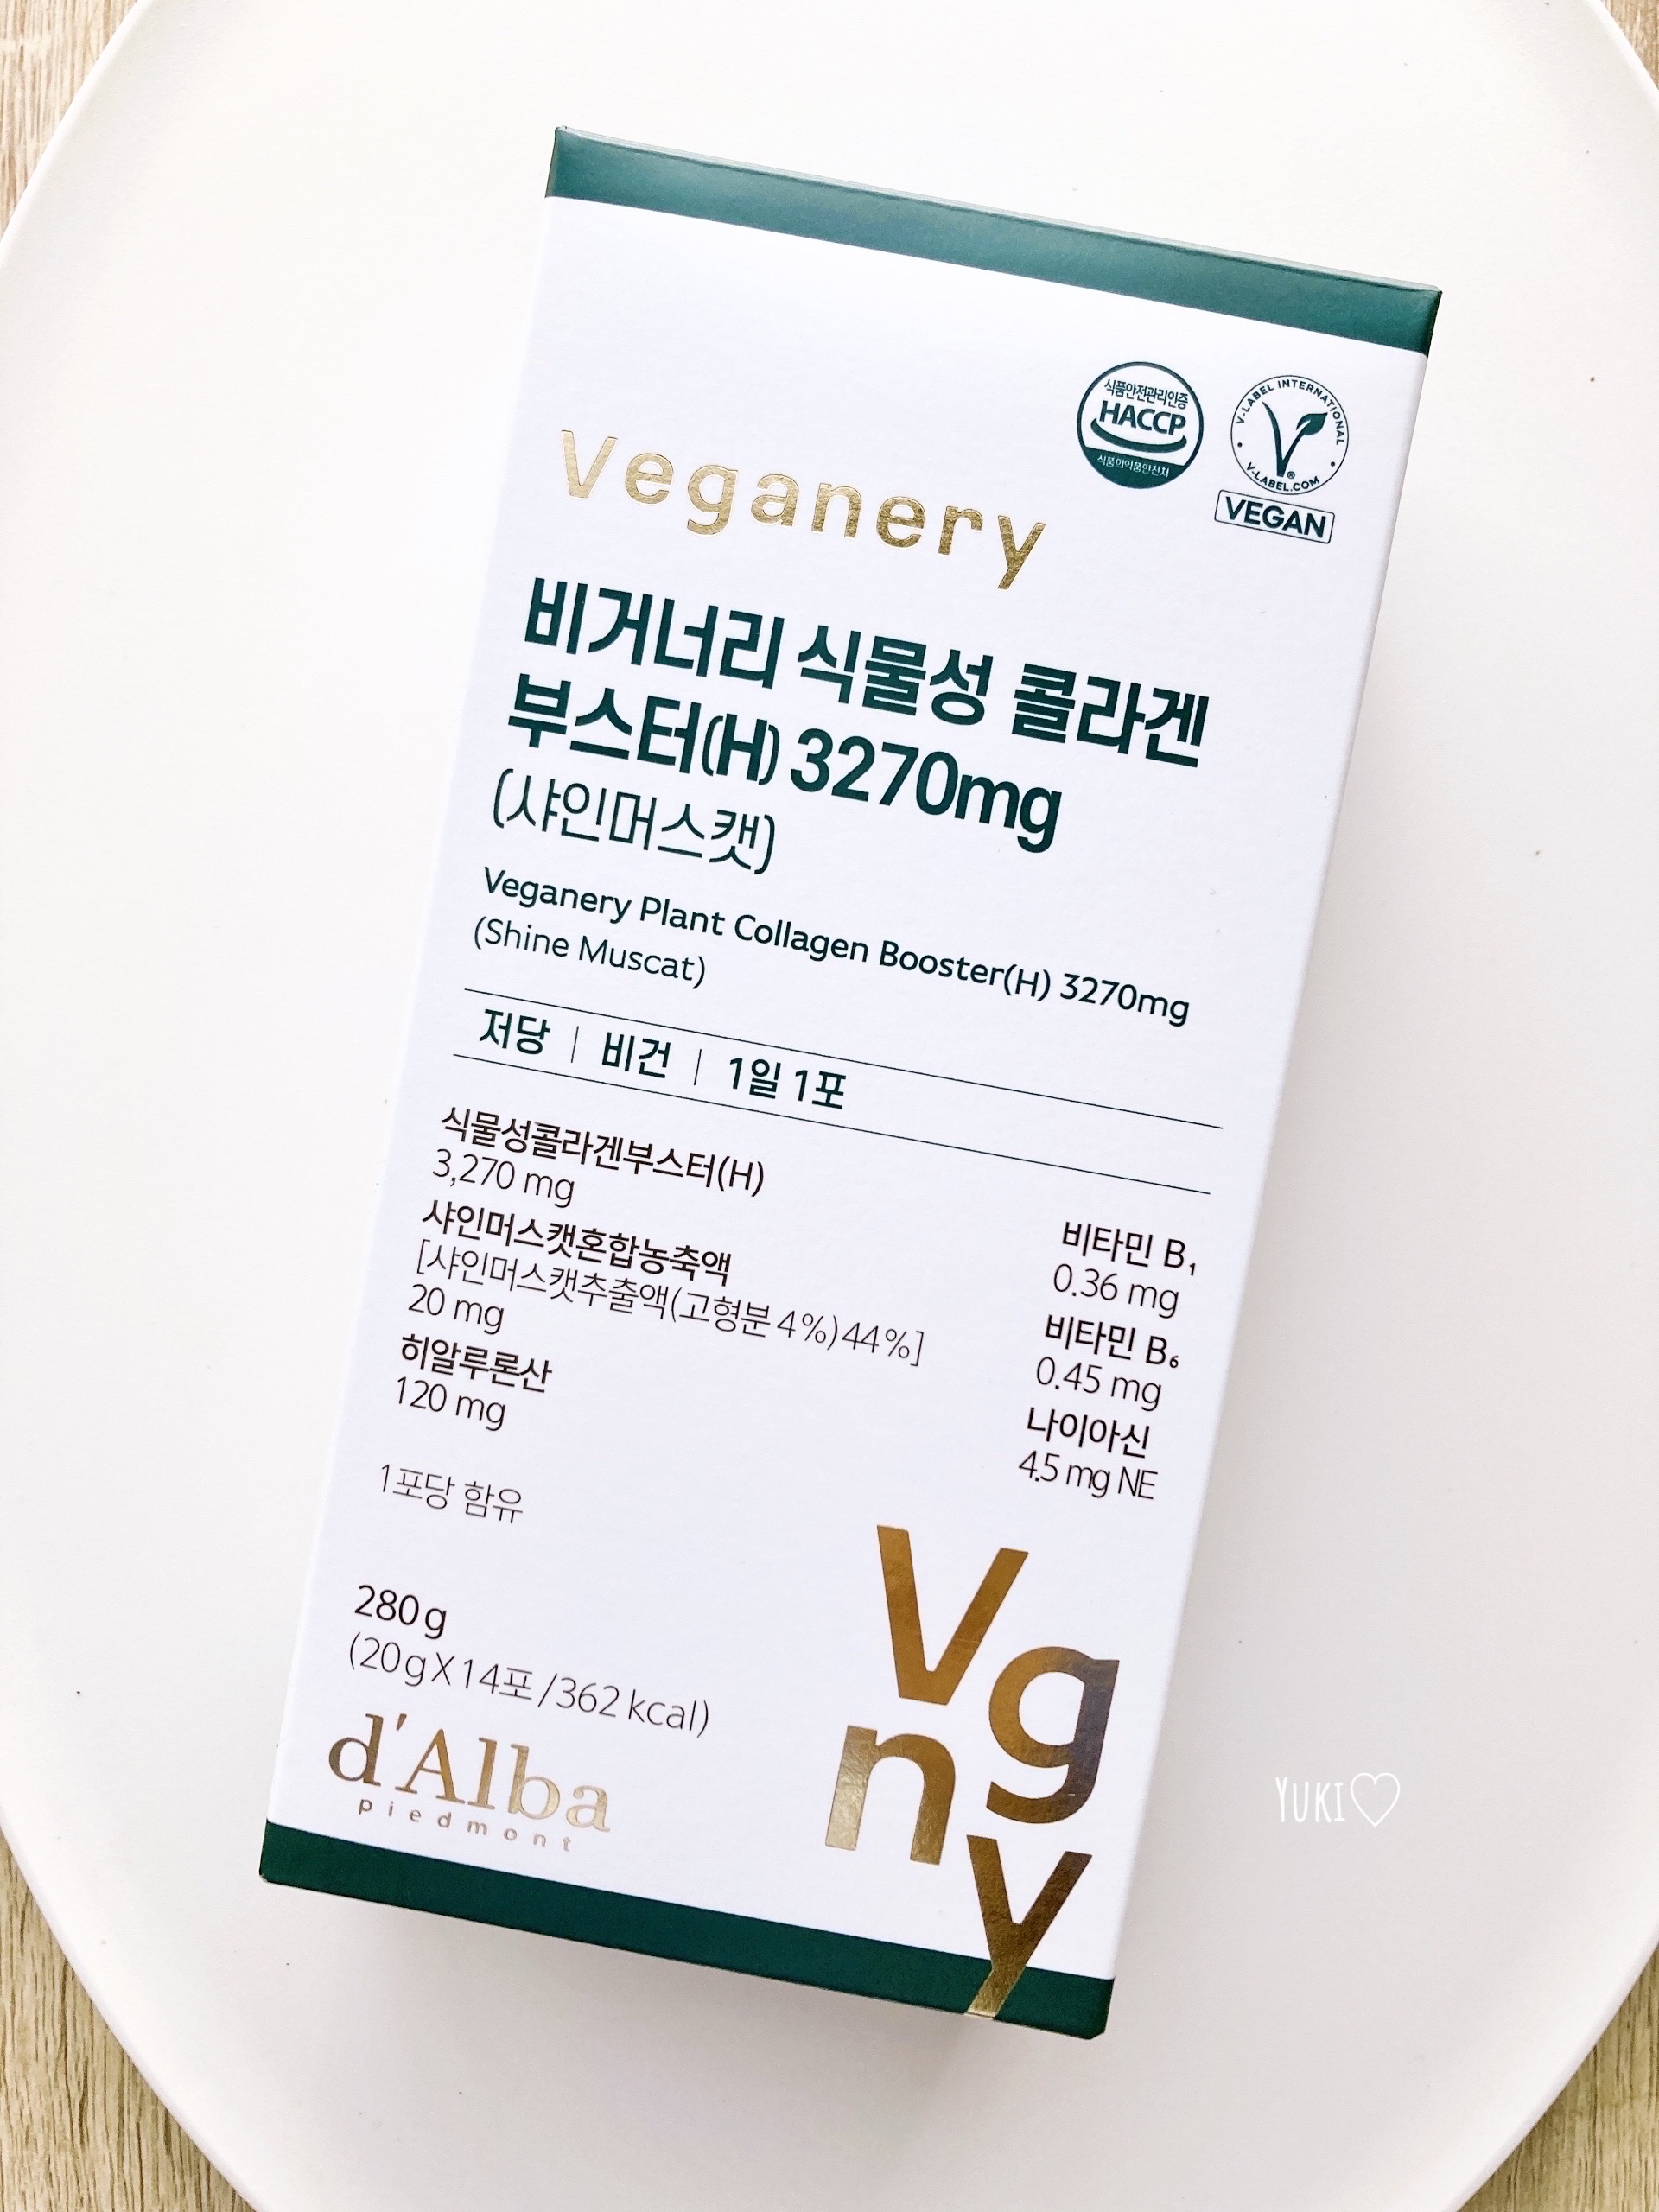 식품안전관리인증
HACCP
식품의약품안전처
V-LABEL INTERNATIONAL
V-LABEL.COM
VEGAN
Veganery
비거너리 식물성 콜라겐
부스터(H) 3270mg
(샤인머스캣)
Veganery Plant Collagen Booster(H) 3270mg
(Shine Muscat)
저당 | 비건 | 1일 1포
식물성콜라겐부스터(H)
3,270 mg
샤인머스캣혼합농축액
[샤인머스캣추출액(고형분 4%)44%]
20 mg
히알루론산
120 mg
1포당 함유
비타민 B₁
0.36 mg
비타민 B₆
0.45 mg
나이아신
4.5 mg NE
280 g
(20 g X 14포 / 362 kcal)
d'Alba
piedmont
Vg
ny
YUKI♡